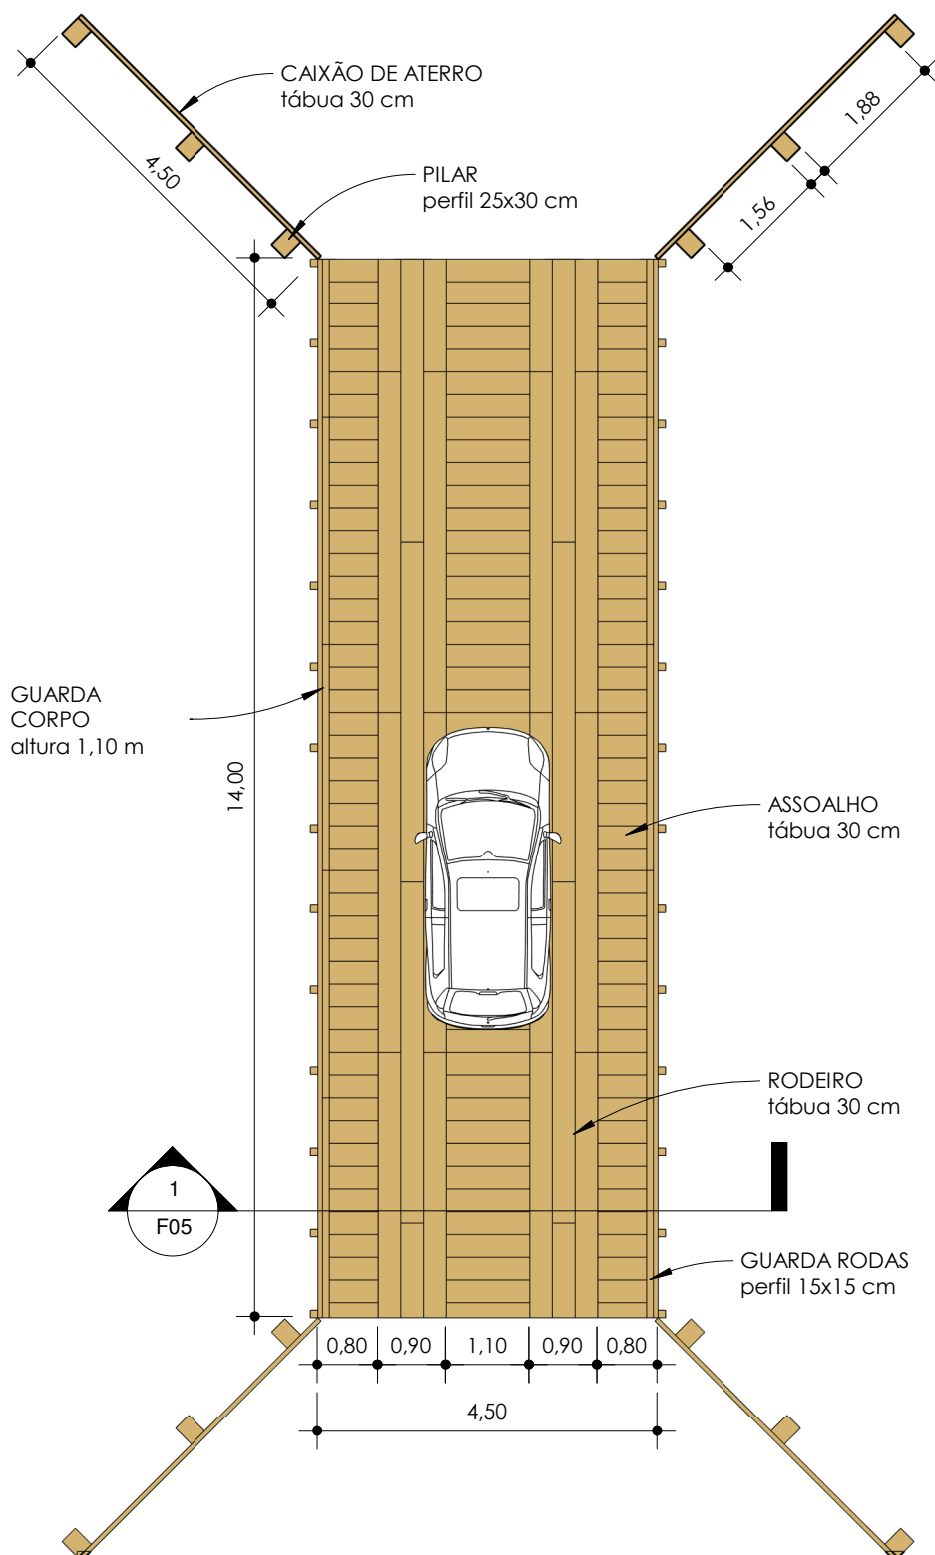 CAIXÃO DE ATERRO
tábua 30 cm
4,50
PILAR
perfil 25x30 cm
1,88
1,56
GUARDA
CORPO
altura 1,10 m
14,00
ASSOALHO
tábua 30 cm
RODEIRO
tábua 30 cm
1
F05
GUARDA RODAS
perfil 15x15 cm
0,80
0,90
1,10
0,90
0,80
4,50